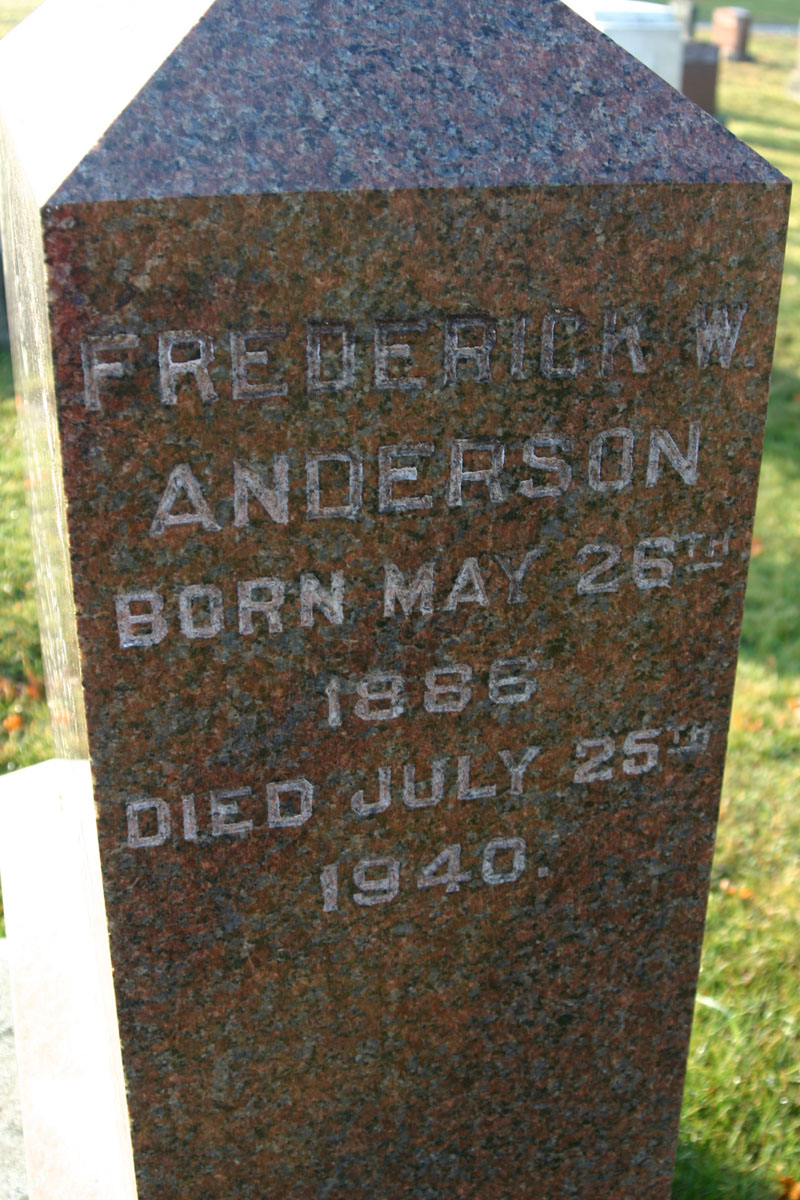 FREDERICK W.
ANDERSON
BORN MAY 26TH
1886
DIED JULY 25TH
1940.